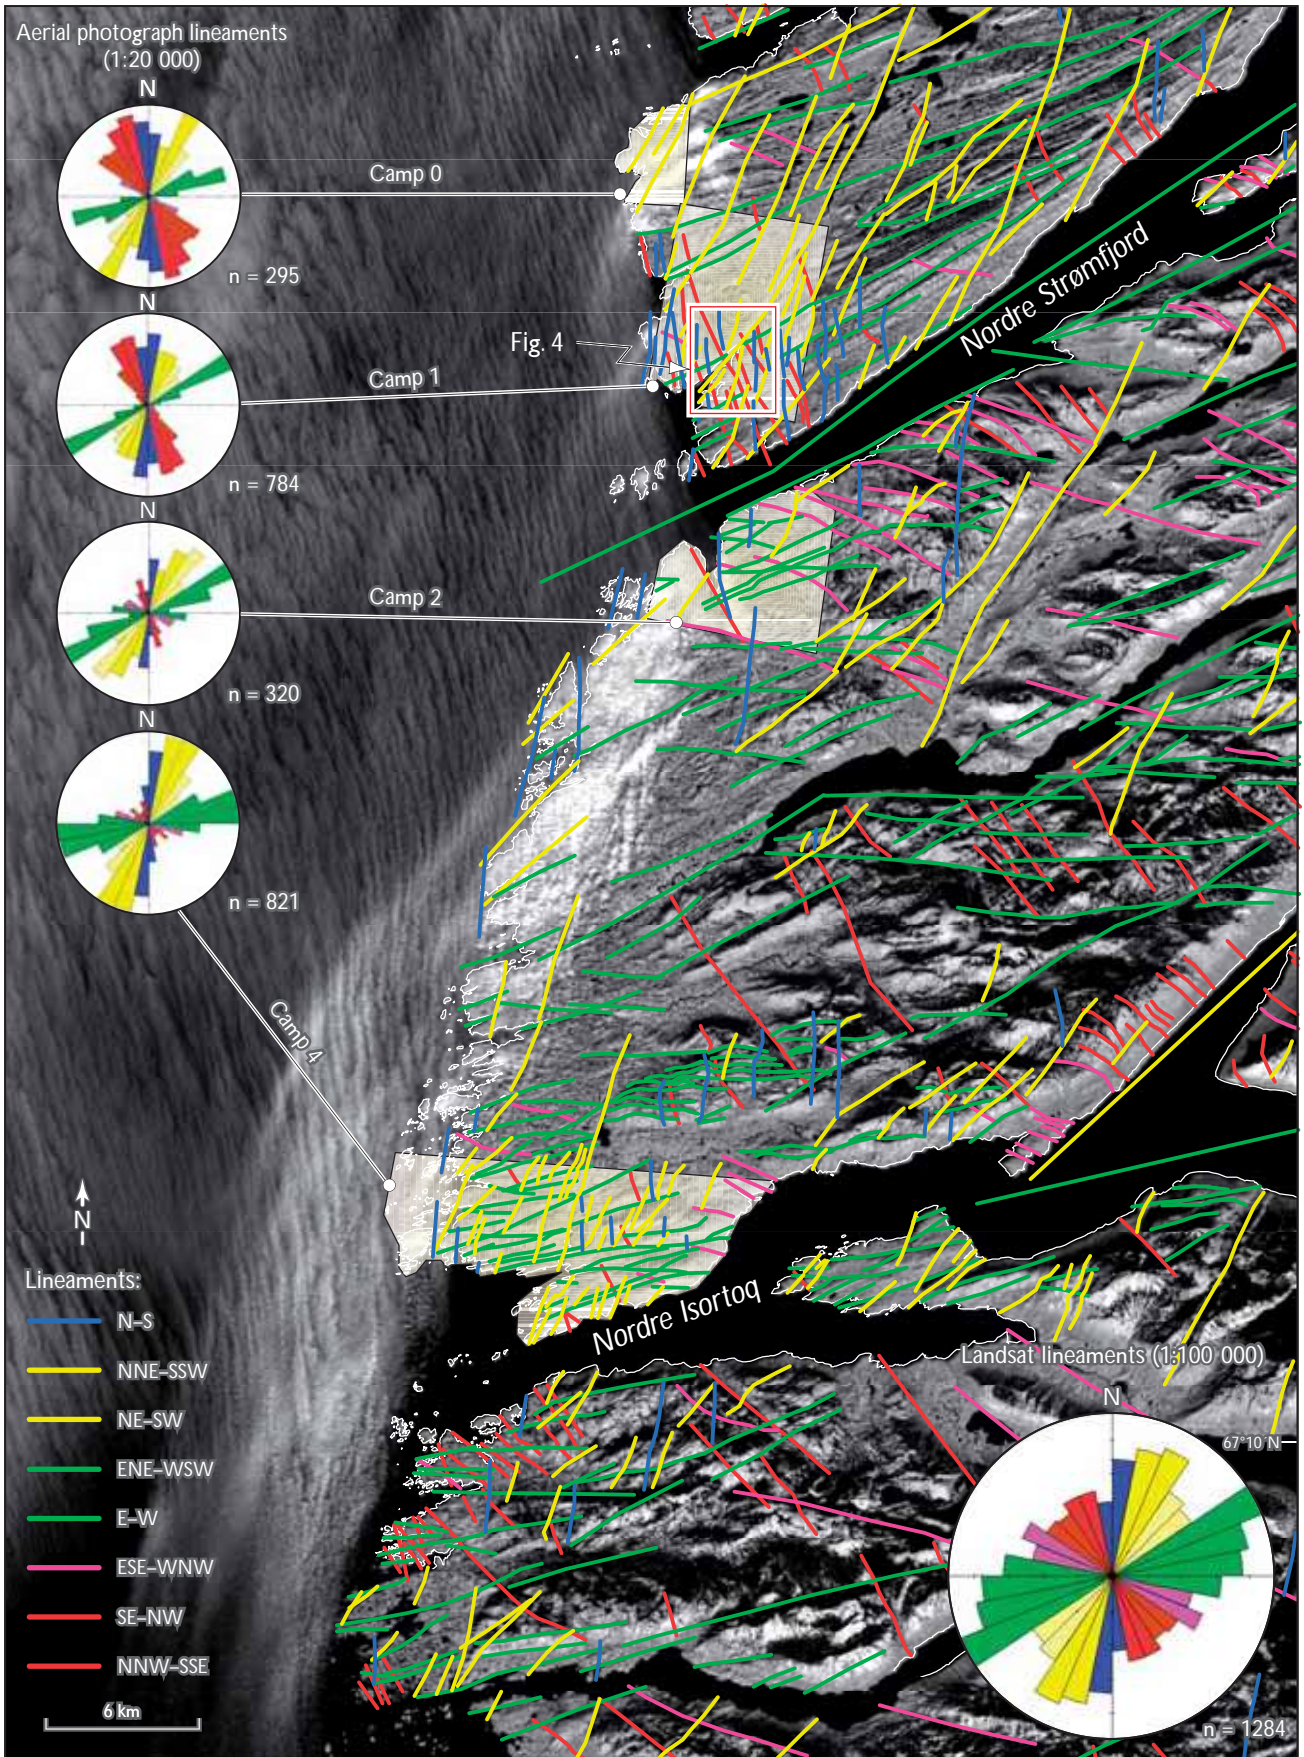 Aerial photograph lineaments
(1:20 000)
N
Camp 0
n = 295
N
Fig. 4
Camp 1
n = 784
N
Camp 2
n = 320
N
n = 821
Camp 4
Nordre Strømfjord
Nordre Isortoq
N
Lineaments:
N–S
NNE–SSW
NE–SW
ENE–WSW
E–W
ESE–WNW
SE–NW
NNW–SSE
6 km
Landsat lineaments (1:100 000)
N
67°10´N
n = 1284